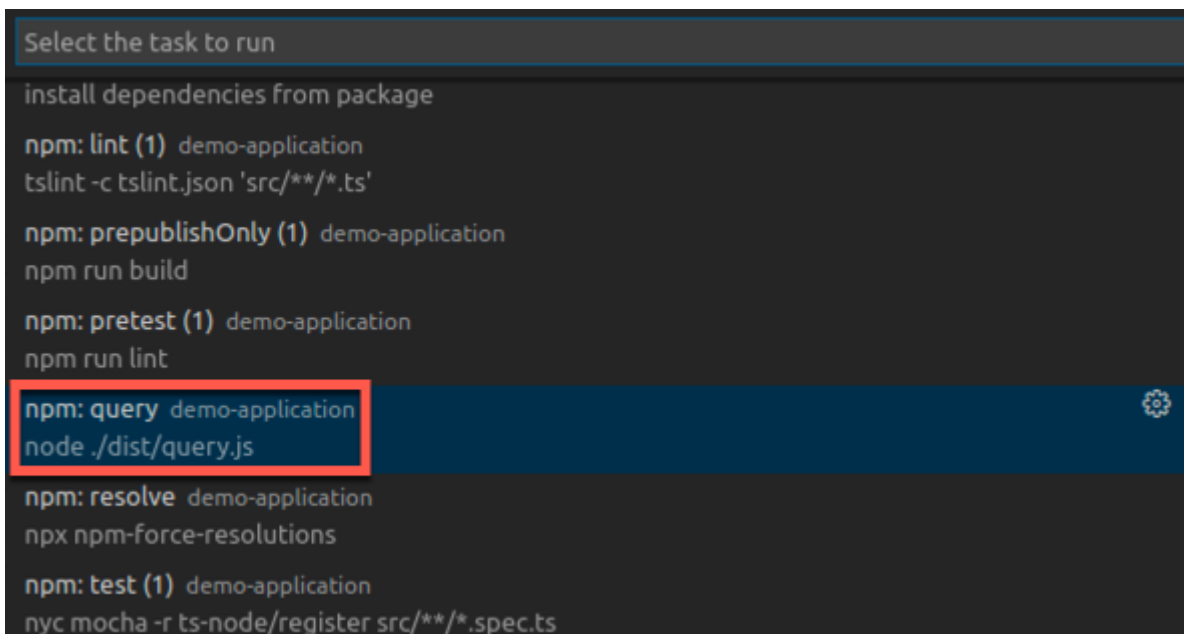 Select the task to run
install dependencies from package
npm: lint (1) demo-application
tslint -c tslint.json 'src/**/*.ts'
npm: prepublishOnly (1) demo-application
npm run build
npm: pretest (1) demo-application
npm run lint
npm: query demo-application
node ./dist/query.js
npm: resolve demo-application
npx npm-force-resolutions
npm: test (1) demo-application
nyc mocha -r ts-node/register src/**/*.spec.ts